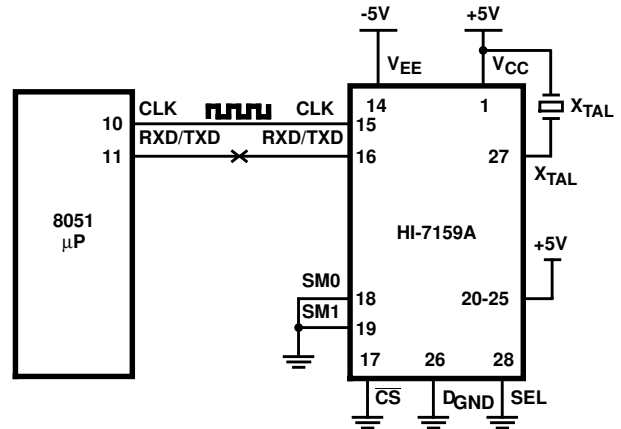 -5V
+5V
VEE
VCC
14
1
XTAL
CLK
CLK
10
15
RXD/TXD
RXD/TXD
11
16
27
XTAL
8051
µP
HI-7159A
+5V
SM0
18
20-25
SM1
19
17
26
28
CS
DGND
SEL